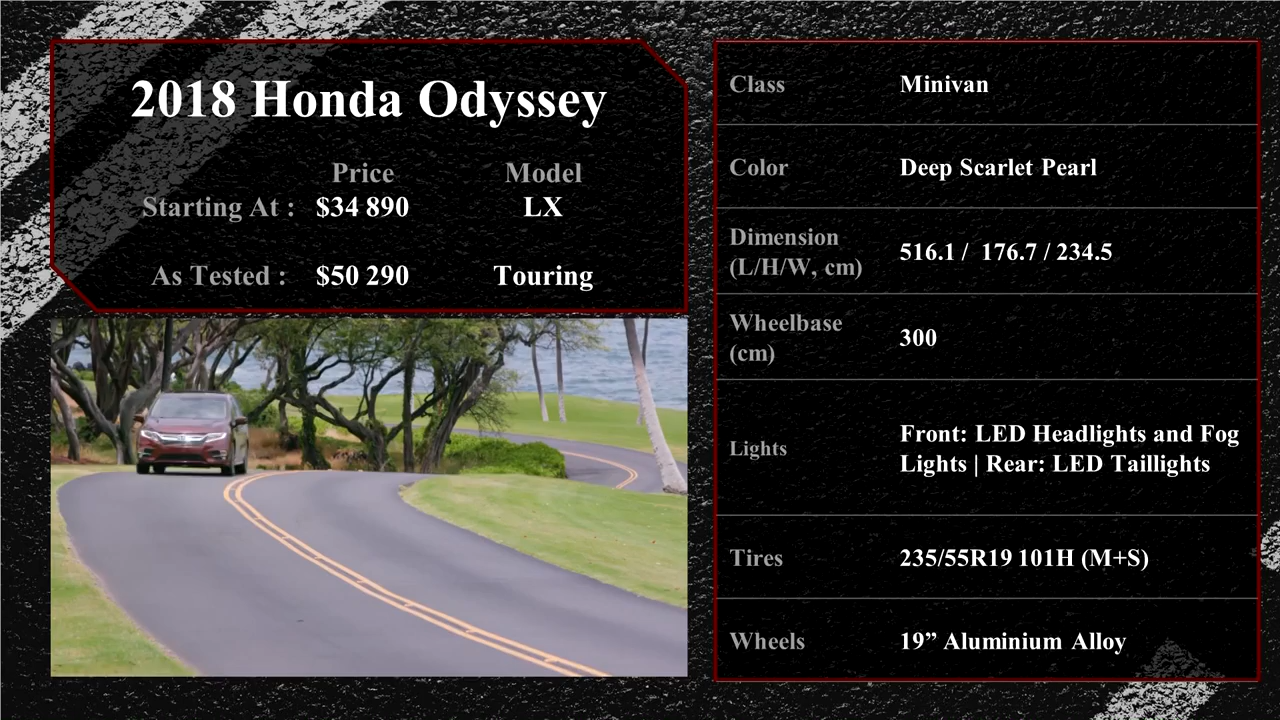 2018 Honda Odyssey
Price Model
Starting At : $34 890 LX
As Tested : $50 290 Touring
Class Minivan
Color Deep Scarlet Pearl
Dimension
(L/H/W, cm) 516.1 / 176.7 / 234.5
Wheelbase
(cm) 300
Lights Front: LED Headlights and Fog
Lights | Rear: LED Taillights
Tires 235/55R19 101H (M+S)
Wheels 19” Aluminium Alloy